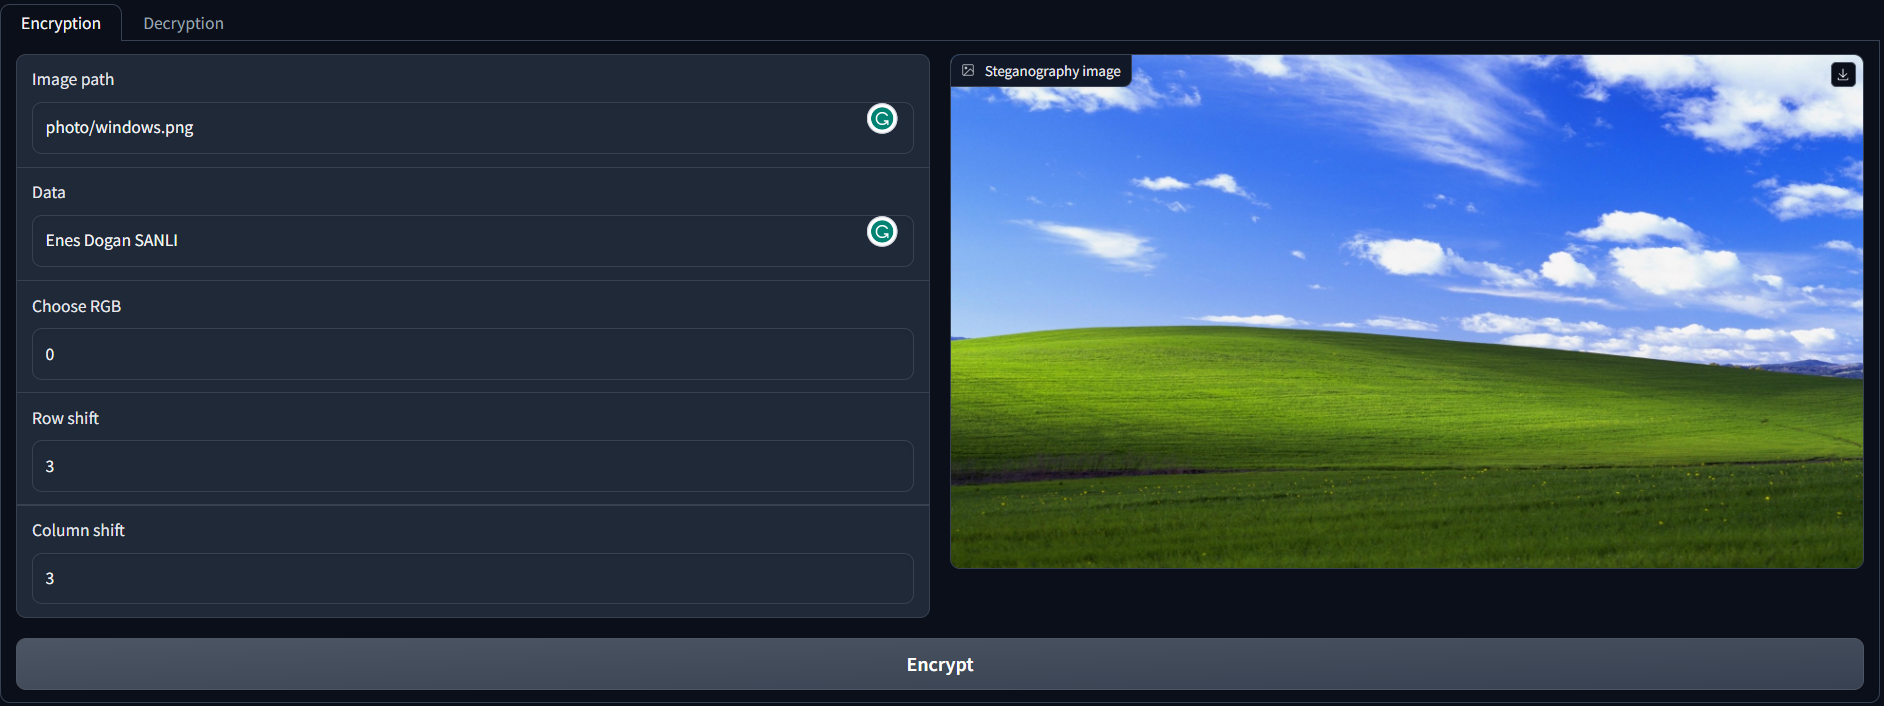 Encryption
Decryption
Image path
photo/windows.png
Data
Enes Dogan SANLI
Choose RGB
0
Row shift
3
Column shift
3
Steganography image
Encrypt